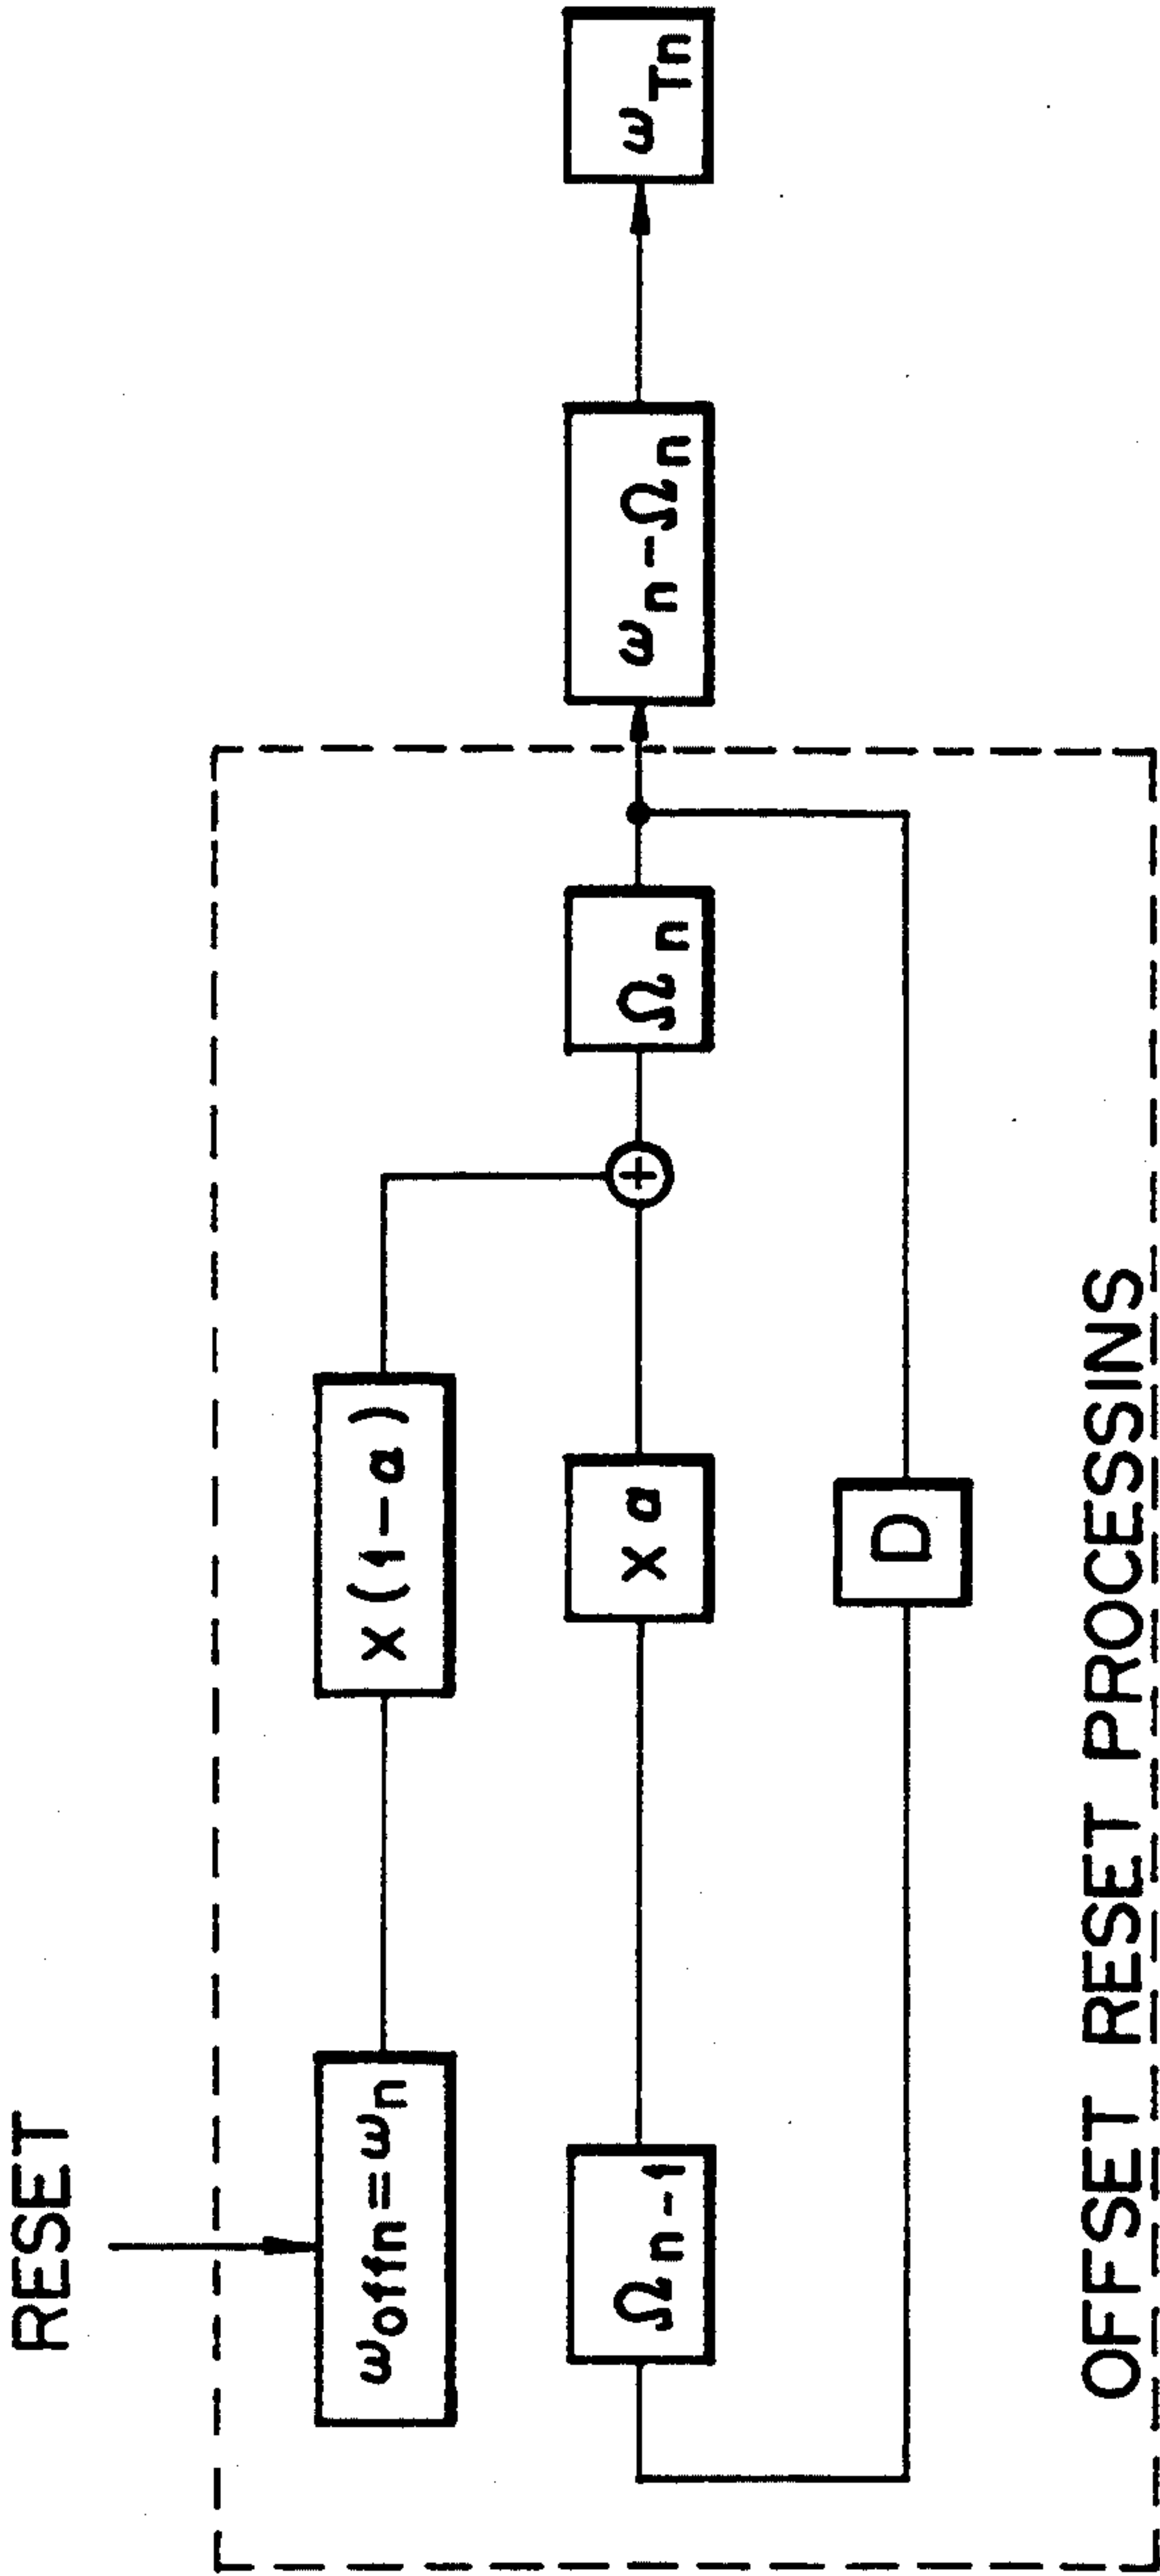 RESET
ω_offn = ω_n
X (1 - a)
Ω_n-1
X a
+
Ω_n
ω_n - Ω_n
ω_Tn
D
OFFSET RESET PROCESSINS